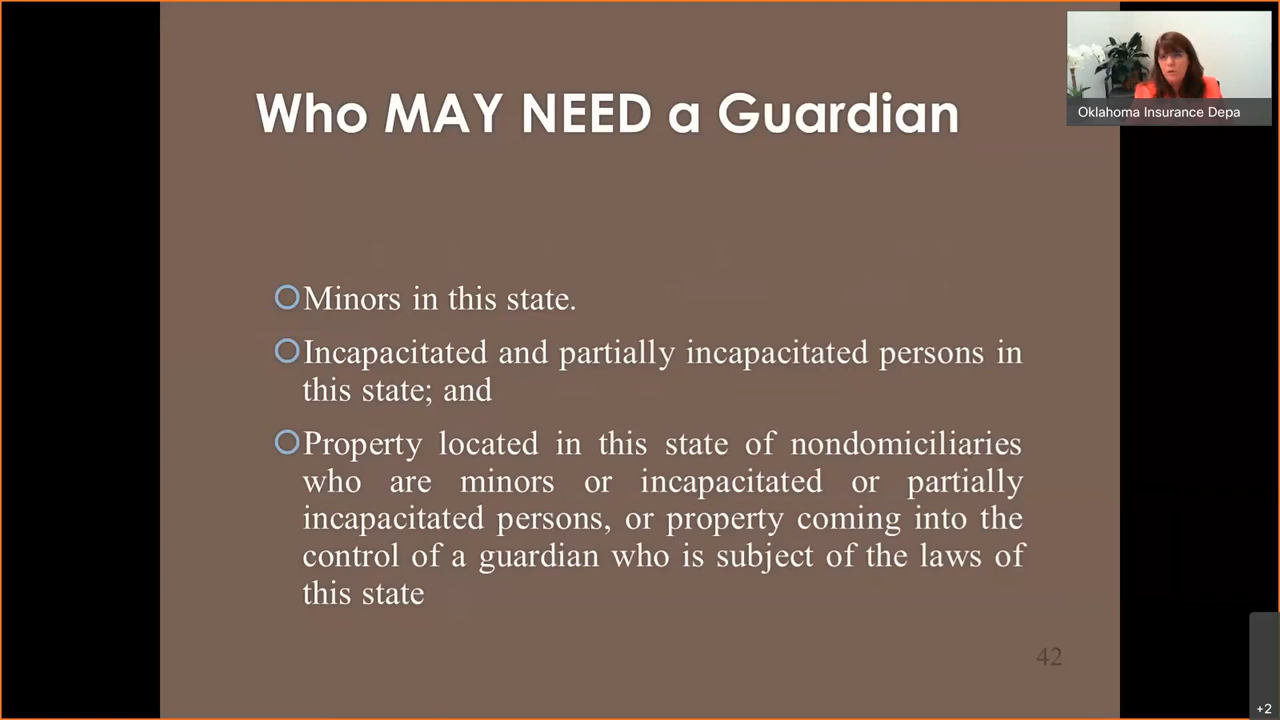 Who MAY NEED a Guardian
Oklahoma Insurance Depa
Minors in this state.
Incapacitated and partially incapacitated persons in
this state; and
Property located in this state of nondomiciliaries
who are minors or incapacitated or partially
incapacitated persons, or property coming into the
control of a guardian who is subject of the laws of
this state
42
+2